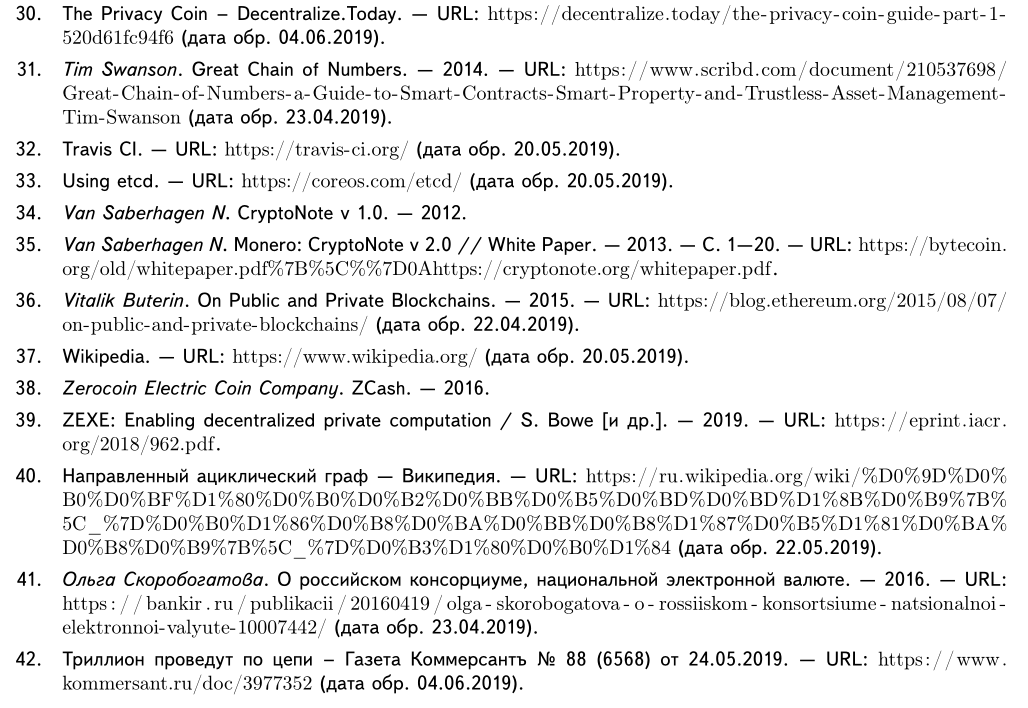 30. The Privacy Coin – Decentralize.Today. — URL: https://decentralize.today/the-privacy-coin-guide-part-1-
520d61fc94f6 (дата обр. 04.06.2019).
31. Tim Swanson. Great Chain of Numbers. — 2014. — URL: https://www.scribd.com/document/210537698/
Great-Chain-of-Numbers-a-Guide-to-Smart-Contracts-Smart-Property-and-Trustless-Asset-Management-
Tim-Swanson (дата обр. 23.04.2019).
32. Travis CI. — URL: https://travis-ci.org/ (дата обр. 20.05.2019).
33. Using etcd. — URL: https://coreos.com/etcd/ (дата обр. 20.05.2019).
34. Van Saberhagen N. CryptoNote v 1.0. — 2012.
35. Van Saberhagen N. Monero: CryptoNote v 2.0 // White Paper. — 2013. — С. 1—20. — URL: https://bytecoin.
org/old/whitepaper.pdf%7B%5C%%7D0Ahttps://cryptonote.org/whitepaper.pdf.
36. Vitalik Buterin. On Public and Private Blockchains. — 2015. — URL: https://blog.ethereum.org/2015/08/07/
on-public-and-private-blockchains/ (дата обр. 22.04.2019).
37. Wikipedia. — URL: https://www.wikipedia.org/ (дата обр. 20.05.2019).
38. Zerocoin Electric Coin Company. ZCash. — 2016.
39. ZEXE: Enabling decentralized private computation / S. Bowe [и др.]. — 2019. — URL: https://eprint.iacr.
org/2018/962.pdf.
40. Направленный ациклический граф — Википедия. — URL: https://ru.wikipedia.org/wiki/%D0%9D%D0%
B0%D0%BF%D1%80%D0%B0%D0%B2%D0%BB%D0%B5%D0%BD%D0%BD%D1%8B%D0%B9%7B%
5C_%7D%D0%B0%D1%86%D0%B8%D0%BA%D0%BB%D0%B8%D1%87%D0%B5%D1%81%D0%BA%
D0%B8%D0%B9%7B%5C_%7D%D0%B3%D1%80%D0%B0%D1%84 (дата обр. 22.05.2019).
41. Ольга Скоробогатова. О российском консорциуме, национальной электронной валюте. — 2016. — URL:
https://bankir.ru/publikacii/20160419/olga-skorobogatova-o-rossiiskom-konsortsiume-natsionalnoi-
elektronnoi-valyute-10007442/ (дата обр. 23.04.2019).
42. Триллион проведут по цепи – Газета Коммерсантъ № 88 (6568) от 24.05.2019. — URL: https://www.
kommersant.ru/doc/3977352 (дата обр. 04.06.2019).